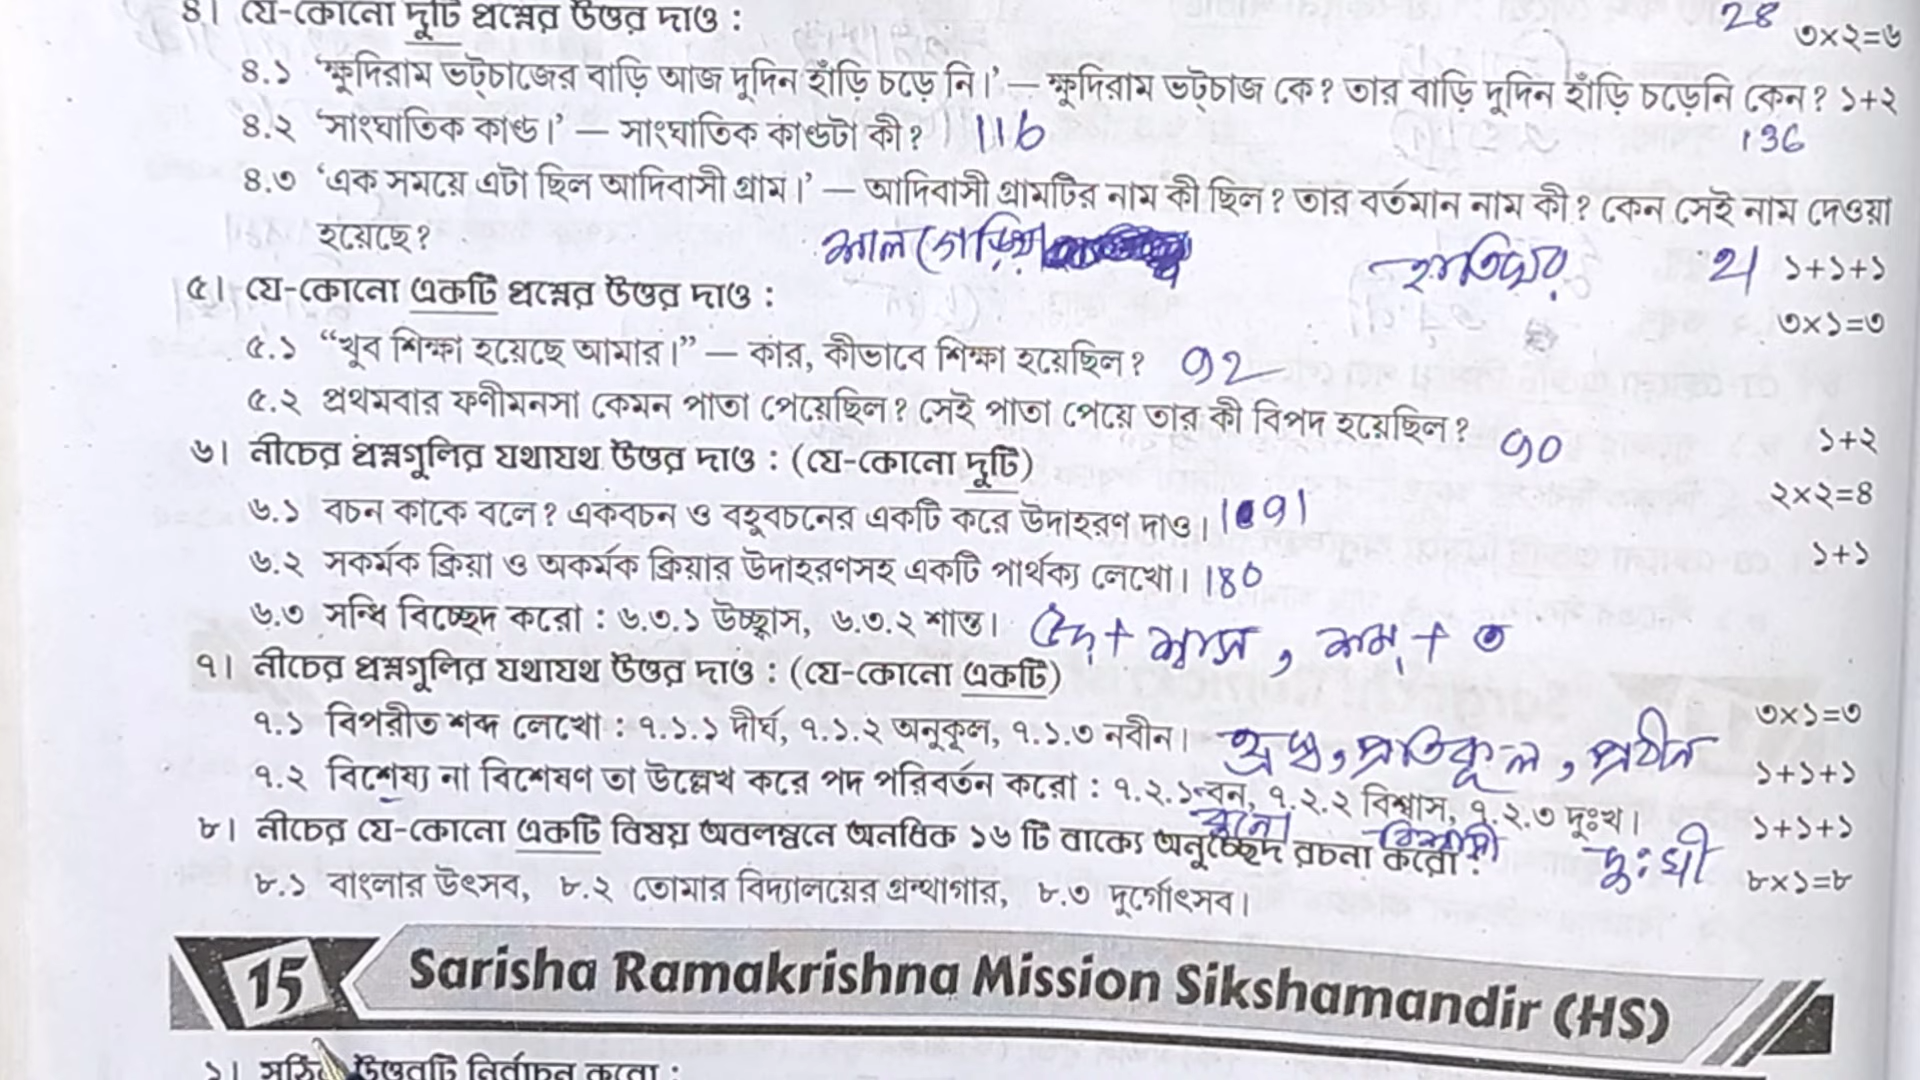 ৪। যে-কোনো দুটি প্রশ্নের উত্তর দাও : 28 ৩×২=৬
৪.১ ‘ক্ষুদিরাম ভট্‌চাজের বাড়ি আজ দুদিন হাঁড়ি চড়ে নি।’ — ক্ষুদিরাম ভট্‌চাজ কে? তার বাড়ি দুদিন হাঁড়ি চড়েনি কেন? ১+২
৪.২ ‘সাংঘাতিক কাণ্ড।’ — সাংঘাতিক কাণ্ডটা কী? 116 136
৪.৩ ‘এক সময়ে এটা ছিল আদিবাসী গ্রাম।’ — আদিবাসী গ্রামটির নাম কী ছিল? তার বর্তমান নাম কী? কেন সেই নাম দেওয়া
হয়েছে? হাতিঘর ১+১+১
৫। যে-কোনো একটি প্রশ্নের উত্তর দাও : ৩×১=৩
৫.১ “খুব শিক্ষা হয়েছে আমার।” — কার, কীভাবে শিক্ষা হয়েছিল? 92
৫.২ প্রথমবার ফণীমনসা কেমন পাতা পেয়েছিল? সেই পাতা পেয়ে তার কী বিপদ হয়েছিল? 90 ১+২
৬। নীচের প্রশ্নগুলির যথাযথ উত্তর দাও : (যে-কোনো দুটি) ২×২=৪
৬.১ বচন কাকে বলে? একবচন ও বহুবচনের একটি করে উদাহরণ দাও। ১+১
৬.২ সকর্মক ক্রিয়া ও অকর্মক ক্রিয়ার উদাহরণসহ একটি পার্থক্য লেখো। 180
৬.৩ সন্ধি বিচ্ছেদ করো : ৬.৩.১ উচ্ছ্বাস, ৬.৩.২ শান্ত। উদ্ + শ্বাস, শম্ + ত
৭। নীচের প্রশ্নগুলির যথাযথ উত্তর দাও : (যে-কোনো একটি) ৩×১=৩
৭.১ বিপরীত শব্দ লেখো : ৭.১.১ দীর্ঘ, ৭.১.২ অনুকূল, ৭.১.৩ নবীন। হ্রস্ব, প্রতিকূল, প্রবীন ১+১+১
৭.২ বিশেষ্য না বিশেষণ তা উল্লেখ করে পদ পরিবর্তন করো : ৭.২.১ বন, ৭.২.২ বিশ্বাস, ৭.২.৩ দুঃখ। ১+১+১
বুনো বিশ্বাসী দুঃখী
৮। নীচের যে-কোনো একটি বিষয় অবলম্বনে অনধিক ১৬ টি বাক্যে অনুচ্ছেদ রচনা করো : ৮×১=৮
৮.১ বাংলার উৎসব, ৮.২ তোমার বিদ্যালয়ের গ্রন্থাগার, ৮.৩ দুর্গোৎসব।
15 Sarisha Ramakrishna Mission Sikshamandir (HS)
১। সঠিক উত্তরটি নির্বাচন করো :